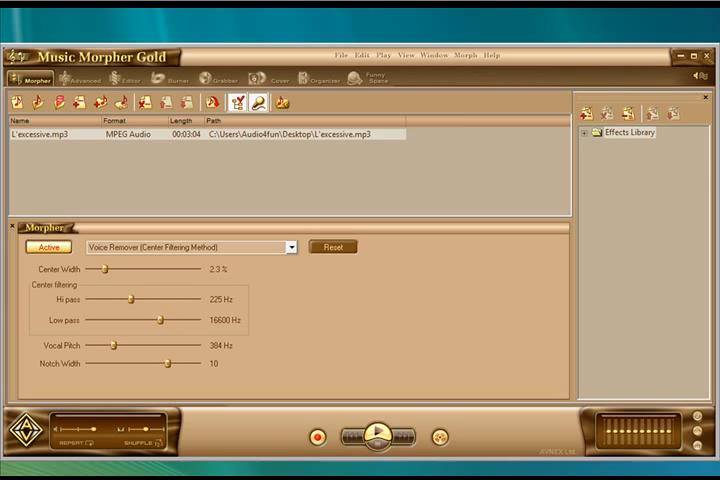 Music Morpher Gold
File Edit Play View Window Morph Help
Morpher Advanced Editor Burner Grabber Cover Organizer Funny Space
Name Format Length Path
L'excessive.mp3 MPEG Audio 00:03:04 C:\Users\Audio4fun\Desktop\L'excessive.mp3
Effects Library
Morpher
Active Voice Remover (Center Filtering Method) Reset
Center Width 2.3 %
Center filtering
Hi pass 225 Hz
Low pass 16600 Hz
Vocal Pitch 384 Hz
Notch Width 10
REPEAT SHUFFLE
AVNEX LTD.